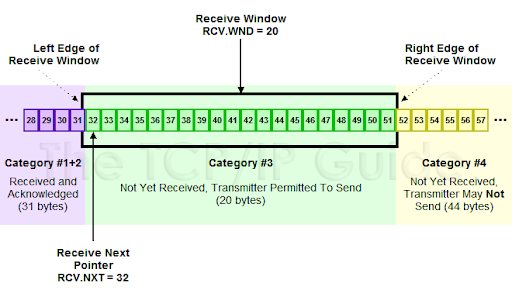 Receive Window
RCV.WND = 20
Left Edge of
Receive Window
Right Edge of
Receive Window
... 28 29 30 31 32 33 34 35 36 37 38 39 40 41 42 43 44 45 46 47 48 49 50 51 52 53 54 55 56 57 ...
The TCP/IP Guide
Category #1+2
Received and
Acknowledged
(31 bytes)
Category #3
Not Yet Received, Transmitter Permitted To Send
(20 bytes)
Category #4
Not Yet Received,
Transmitter May Not
Send (44 bytes)
Receive Next
Pointer
RCV.NXT = 32